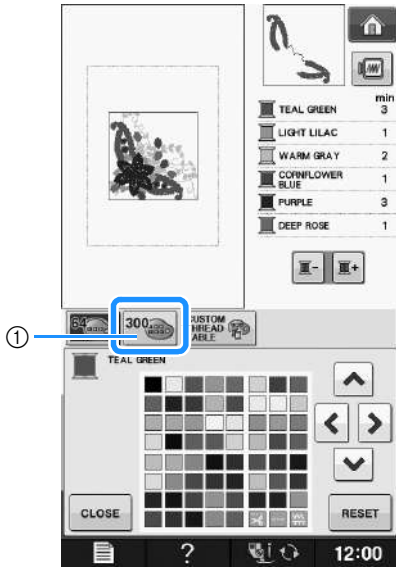 min
TEAL GREEN 3
LIGHT LILAC 1
WARM GRAY 2
CORNFLOWER
BLUE 1
PURPLE 3
DEEP ROSE 1
- +
64 300 CUSTOM
THREAD
TABLE
①
TEAL GREEN
CLOSE RESET
? 12:00